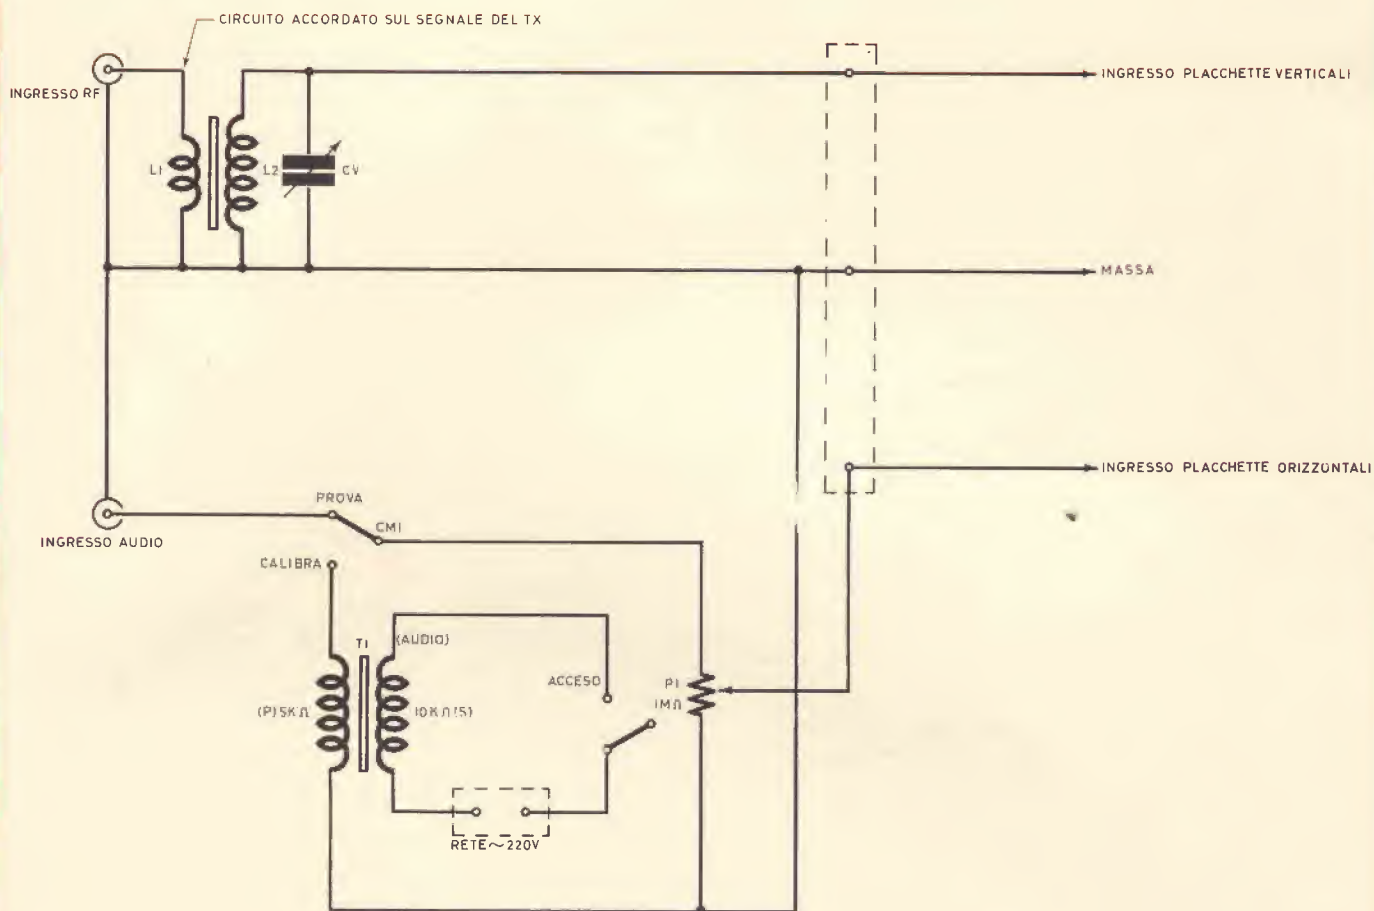 CIRCUITO ACCORDATO SUL SEGNALE DEL TX
INGRESSO RF
INGRESSO PLACCHETTE VERTICALI
L1
L2
CV
MASSA
INGRESSO PLACCHETTE ORIZZONTALI
PROVA
CM1
INGRESSO AUDIO
CALIBRA
T1
(AUDIO)
ACCESO
P1
1MΩ
(P) 5KΩ
10KΩ (S)
RETE~220V